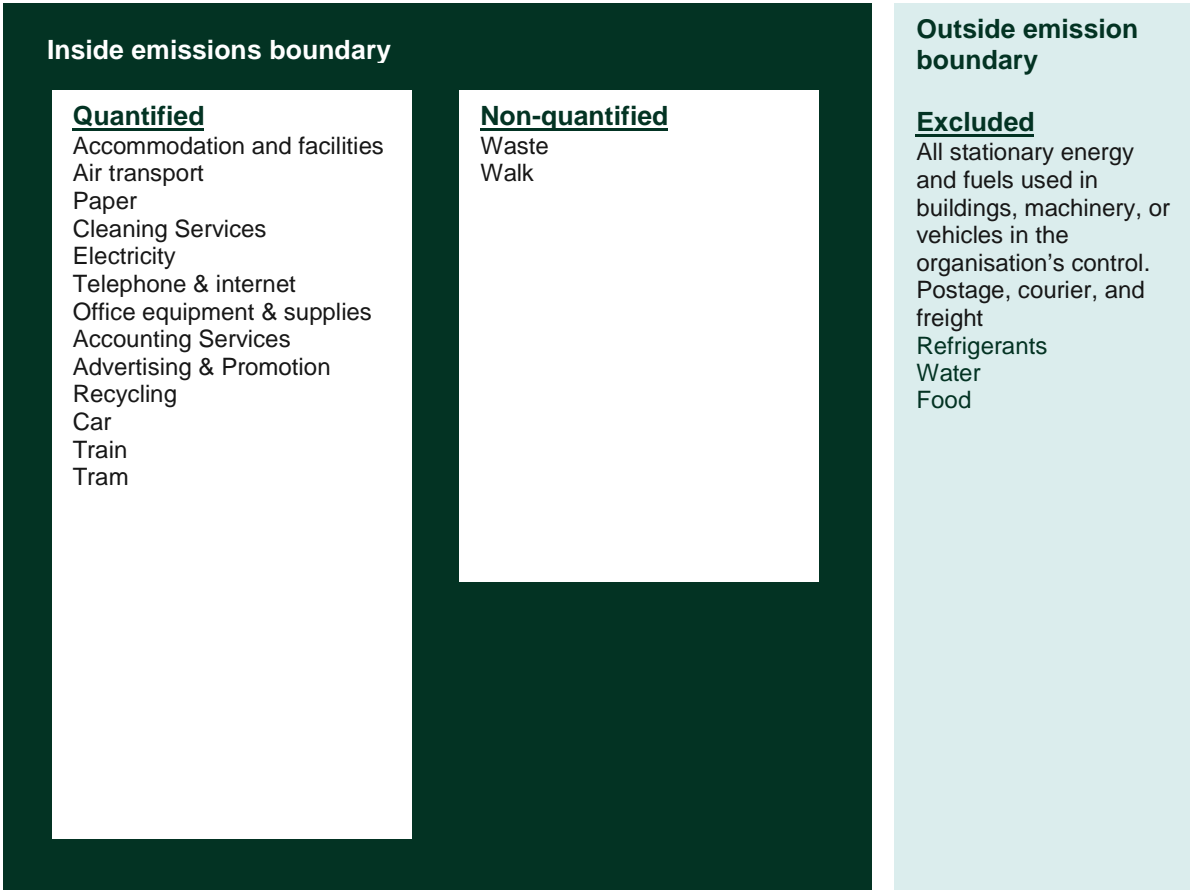 Inside emissions boundary
Quantified
Accommodation and facilities
Air transport
Paper
Cleaning Services
Electricity
Telephone & internet
Office equipment & supplies
Accounting Services
Advertising & Promotion
Recycling
Car
Train
Tram
Non-quantified
Waste
Walk
Outside emission
boundary
Excluded
All stationary energy
and fuels used in
buildings, machinery, or
vehicles in the
organisation’s control.
Postage, courier, and
freight
Refrigerants
Water
Food